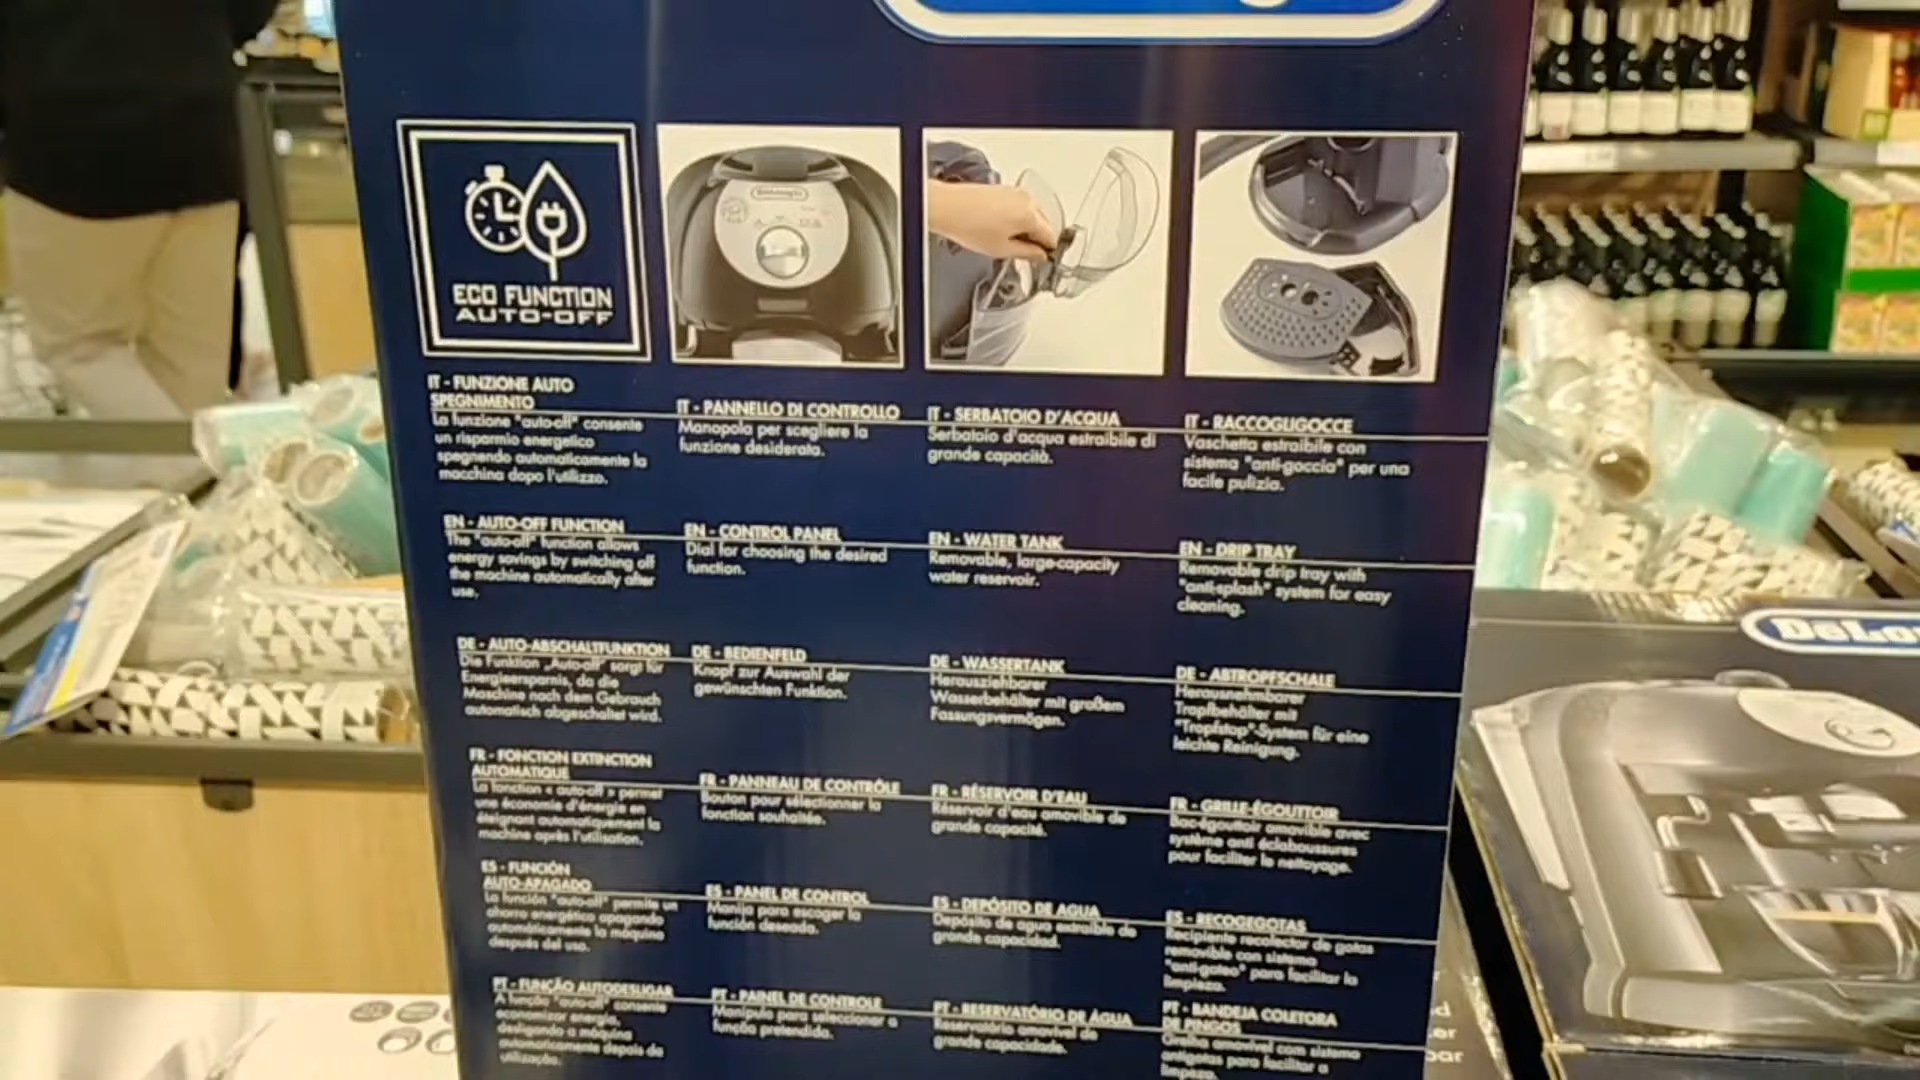 ECO FUNCTION
AUTO-OFF
IT - FUNZIONE AUTO
SPEGNIMENTO
La funzione "auto-off" consente
un risparmio energetico
spegnendo automaticamente la
macchina dopo l'utilizzo.
IT - PANNELLO DI CONTROLLO
Manopola per scegliere la
funzione desiderata.
IT - SERBATOIO D'ACQUA
Serbatoio d'acqua estraibile di
grande capacità.
IT - RACCOGLIGOCCE
Vaschetta estraibile con
sistema "anti-goccia" per una
facile pulizia.
EN - AUTO-OFF FUNCTION
The "auto-off" function allows
energy savings by switching off
the machine automatically after
use.
EN - CONTROL PANEL
Dial for choosing the desired
function.
EN - WATER TANK
Removable, large-capacity
water reservoir.
EN - DRIP TRAY
Removable drip tray with
"anti-splash" system for easy
cleaning.
DE - AUTO-ABSCHALTFUNKTION
Die Funktion „Auto-off" sorgt für
Energieersparnis, da die
Maschine nach dem Gebrauch
automatisch abgeschaltet wird.
DE - BEDIENFELD
Knopf zur Auswahl der
gewünschten Funktion.
DE - WASSERTANK
Herausziehbarer
Wasserbehälter mit großem
Fassungsvermögen.
DE - ABTROPFSCHALE
Herausnehmbarer
Tropfbehälter mit
"Tropfstop"-System für eine
leichte Reinigung.
FR - FONCTION EXTINCTION
AUTOMATIQUE
La fonction « auto-off » permet
une économie d'énergie en
éteignant automatiquement la
machine après l'utilisation.
FR - PANNEAU DE CONTRÔLE
Bouton pour sélectionner la
fonction souhaitée.
FR - RÉSERVOIR D'EAU
Réservoir d'eau amovible de
grande capacité.
FR - GRILLE-ÉGOUTTOIR
Bac-égouttoir amovible avec
système anti éclaboussures
pour faciliter le nettoyage.
ES - FUNCIÓN
AUTO-APAGADO
La función "auto-off" permite un
ahorro energético apagando
automáticamente la máquina
después del uso.
ES - PANEL DE CONTROL
Manija para escoger la
función deseada.
ES - DEPÓSITO DE AGUA
Depósito de agua extraible de
grande capacidad.
ES - RECOGEGOTAS
Recipiente recolector de gotas
removible con sistema
"anti-goteo" para facilitar la
limpieza.
PT - FUNÇÃO AUTODESLIGAR
A função "auto-off" consente
economizar energia,
desligando a máquina
automaticamente depois da
utilização.
PT - PAINEL DE CONTROLE
Manípulo para seleccionar a
função pretendida.
PT - RESERVATÓRIO DE ÁGUA
Reservatório amovível de
grande capacidade.
PT - BANDEJA COLETORA
DE PINGOS
Grelha amovível com sistema
antigotas para facilitar a
limpeza.
DeLo